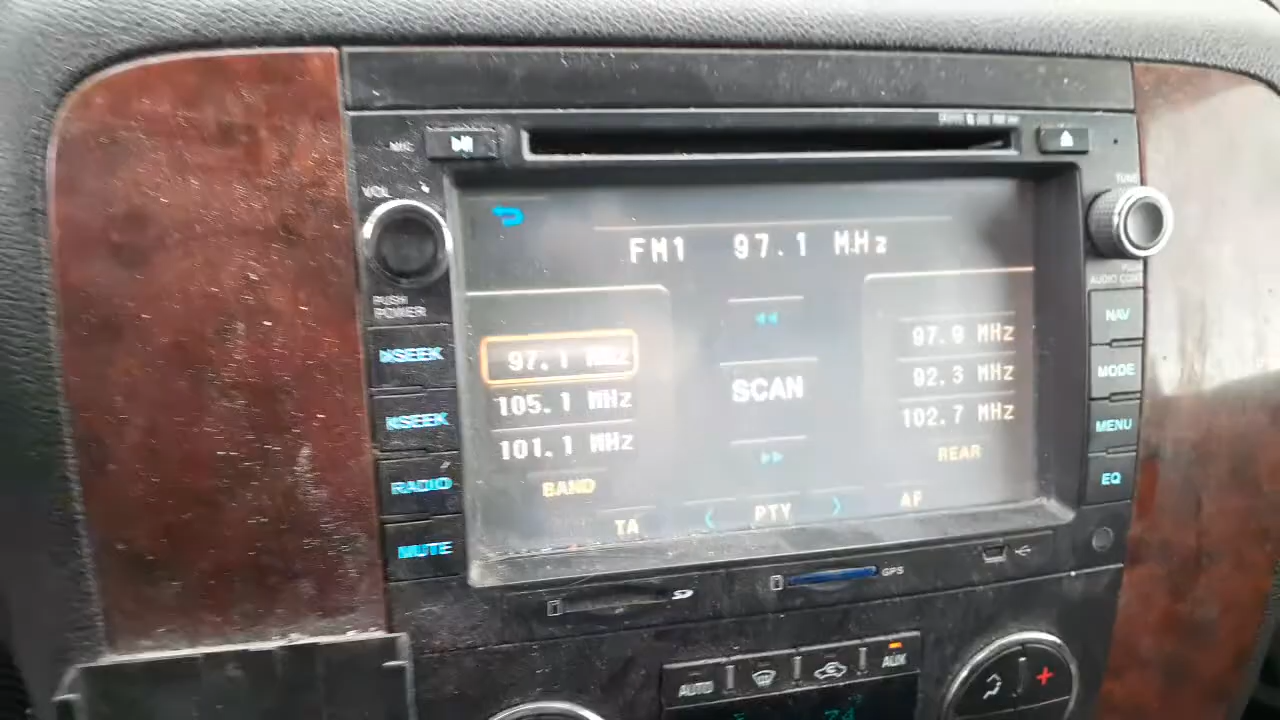 MIC
VOL
TUNE
FM1 97.1 MHz
AUDIO CONT
PUSH
POWER
NAV
97.1 MHz
97.9 MHz
SEEK
SCAN
92.3 MHz
MODE
105.1 MHz
102.7 MHz
SEEK
MENU
101.1 MHz
REAR
RADIO
BAND
EQ
TA
PTY
AF
MUTE
GPS
AUTO
AUX
74